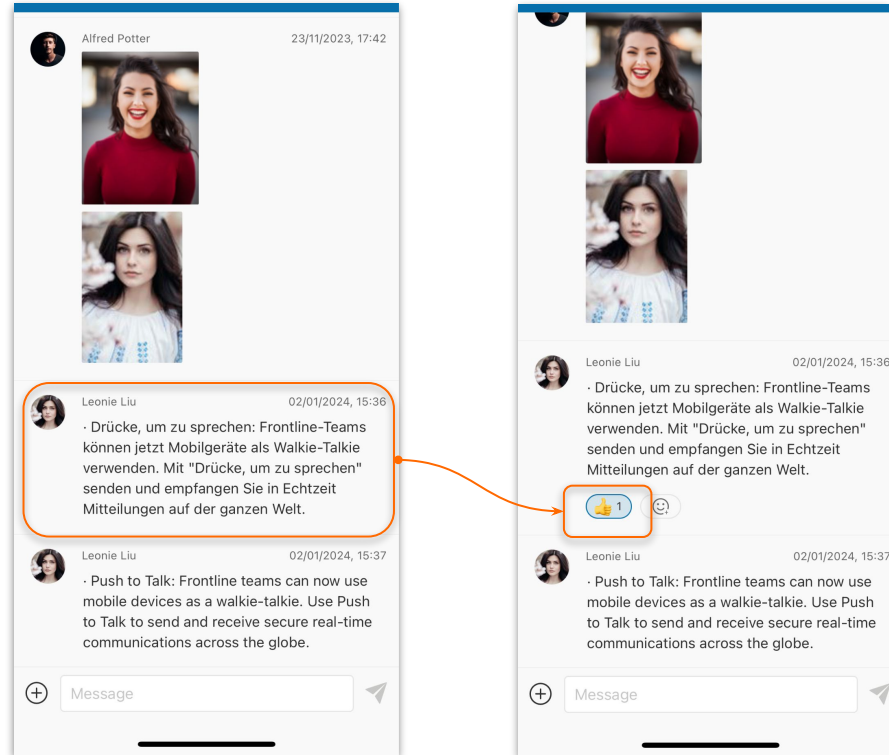 Alfred Potter 23/11/2023, 17:42
Leonie Liu 02/01/2024, 15:36
· Drücke, um zu sprechen: Frontline-Teams
können jetzt Mobilgeräte als Walkie-Talkie
verwenden. Mit "Drücke, um zu sprechen"
senden und empfangen Sie in Echtzeit
Mitteilungen auf der ganzen Welt.
Leonie Liu 02/01/2024, 15:37
· Push to Talk: Frontline teams can now use
mobile devices as a walkie-talkie. Use Push
to Talk to send and receive secure real-time
communications across the globe.
Message
Leonie Liu 02/01/2024, 15:36
· Drücke, um zu sprechen: Frontline-Teams
können jetzt Mobilgeräte als Walkie-Talkie
verwenden. Mit "Drücke, um zu sprechen"
senden und empfangen Sie in Echtzeit
Mitteilungen auf der ganzen Welt.
1
Leonie Liu 02/01/2024, 15:37
· Push to Talk: Frontline teams can now use
mobile devices as a walkie-talkie. Use Push
to Talk to send and receive secure real-time
communications across the globe.
Message